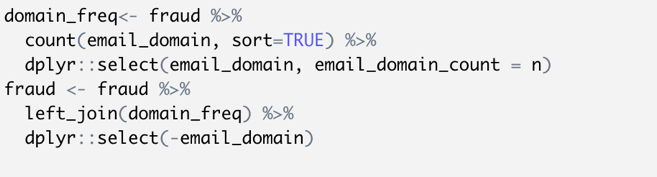 domain_freq<- fraud %>%
  count(email_domain, sort=TRUE) %>%
  dplyr::select(email_domain, email_domain_count = n)
fraud <- fraud %>%
  left_join(domain_freq) %>%
  dplyr::select(-email_domain)